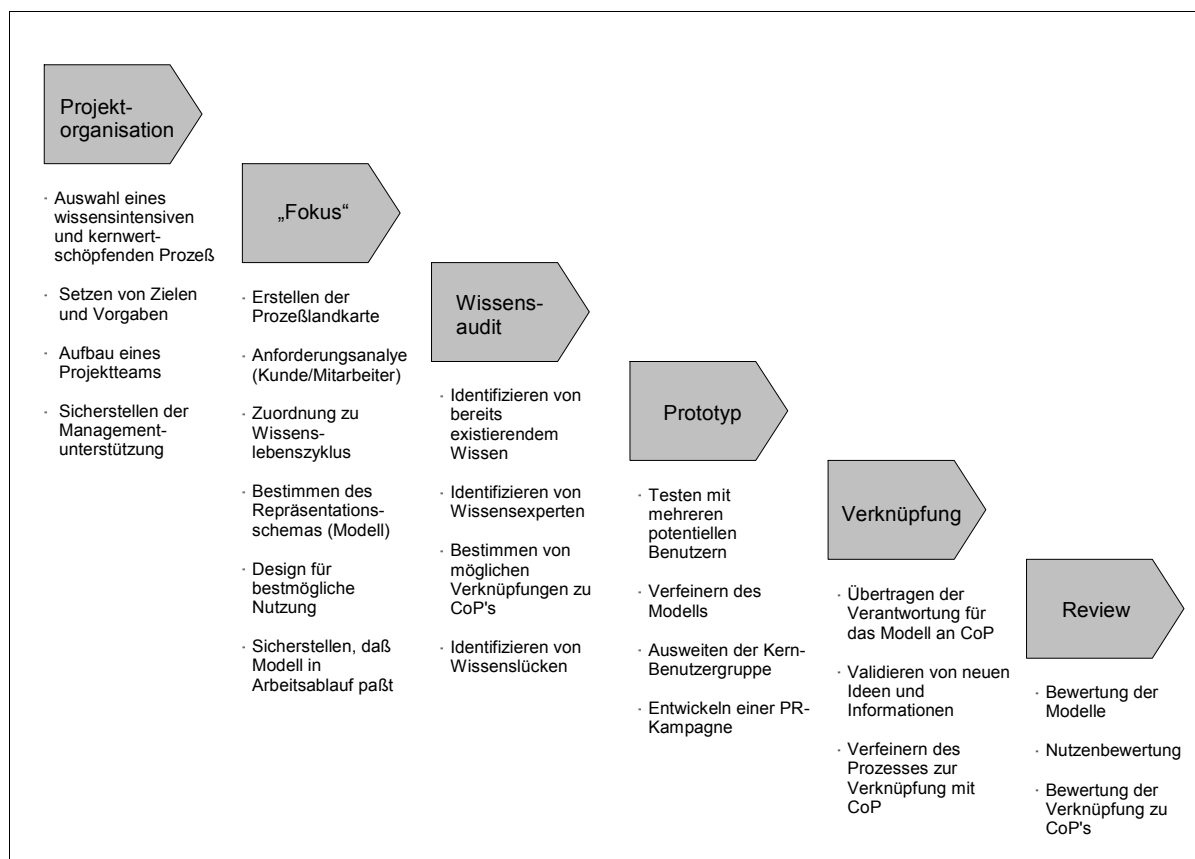 Projekt-
organisation
· Auswahl eines
wissensintensiven
und kernwert-
schöpfenden Prozeß
· Setzen von Zielen
und Vorgaben
· Aufbau eines
Projektteams
· Sicherstellen der
Management-
unterstützung
„Fokus“
· Erstellen der
Prozeßlandkarte
· Anforderungsanalye
(Kunde/Mitarbeiter)
· Zuordnung zu
Wissens-
lebenszyklus
· Bestimmen des
Repräsentations-
schemas (Modell)
· Design für
bestmögliche
Nutzung
· Sicherstellen, daß
Modell in
Arbeitsablauf paßt
Wissens-
audit
· Identifizieren von
bereits
existierendem
Wissen
· Identifizieren von
Wissensexperten
· Bestimmen von
möglichen
Verknüpfungen zu
CoP's
· Identifizieren von
Wissenslücken
Prototyp
· Testen mit
mehreren
potentiellen
Benutzern
· Verfeinern des
Modells
· Ausweiten der Kern-
Benutzergruppe
· Entwickeln einer PR-
Kampagne
Verknüpfung
· Übertragen der
Verantwortung für
das Modell an CoP
· Validieren von neuen
Ideen und
Informationen
· Verfeinern des
Prozesses zur
Verknüpfung mit
CoP
Review
· Bewertung der
Modelle
· Nutzenbewertung
· Bewertung der
Verknüpfung zu
CoP's